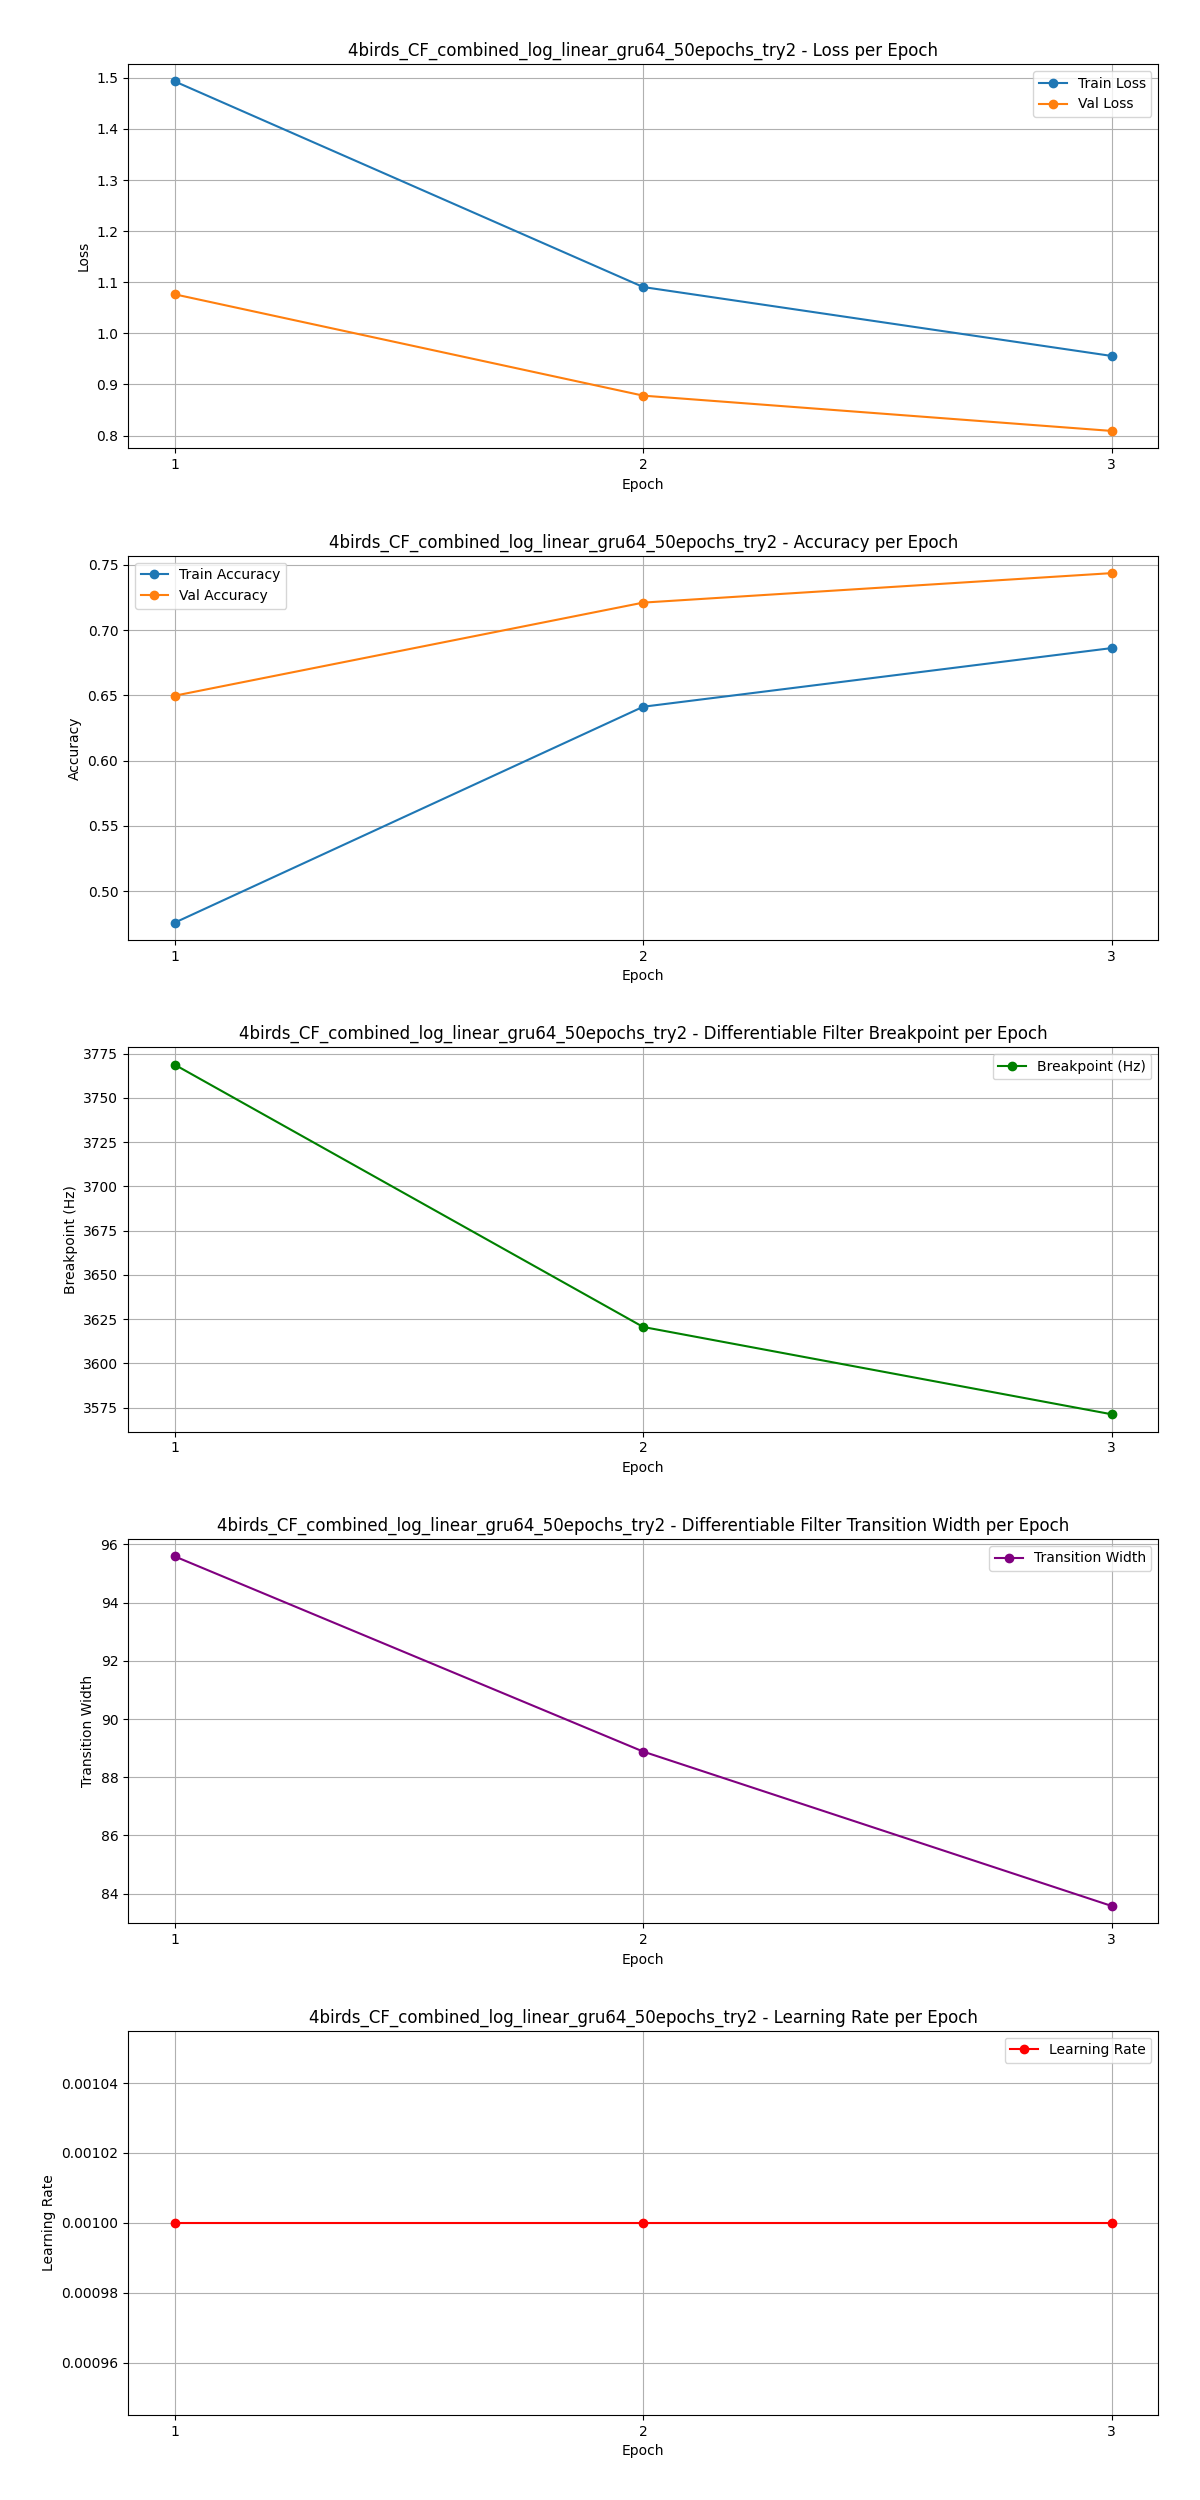 4birds_CF_combined_log_linear_gru64_50epochs_try2 - Loss per Epoch
Train Loss
Val Loss
1.5
1.4
1.3
1.2
1.1
1.0
0.9
0.8
Loss
1 2 3
Epoch
4birds_CF_combined_log_linear_gru64_50epochs_try2 - Accuracy per Epoch
Train Accuracy
Val Accuracy
0.75
0.70
0.65
0.60
0.55
0.50
Accuracy
1 2 3
Epoch
4birds_CF_combined_log_linear_gru64_50epochs_try2 - Differentiable Filter Breakpoint per Epoch
Breakpoint (Hz)
3775
3750
3725
3700
3675
3650
3625
3600
3575
Breakpoint (Hz)
1 2 3
Epoch
4birds_CF_combined_log_linear_gru64_50epochs_try2 - Differentiable Filter Transition Width per Epoch
Transition Width
96
94
92
90
88
86
84
Transition Width
1 2 3
Epoch
4birds_CF_combined_log_linear_gru64_50epochs_try2 - Learning Rate per Epoch
Learning Rate
0.00104
0.00102
0.00100
0.00098
0.00096
Learning Rate
1 2 3
Epoch